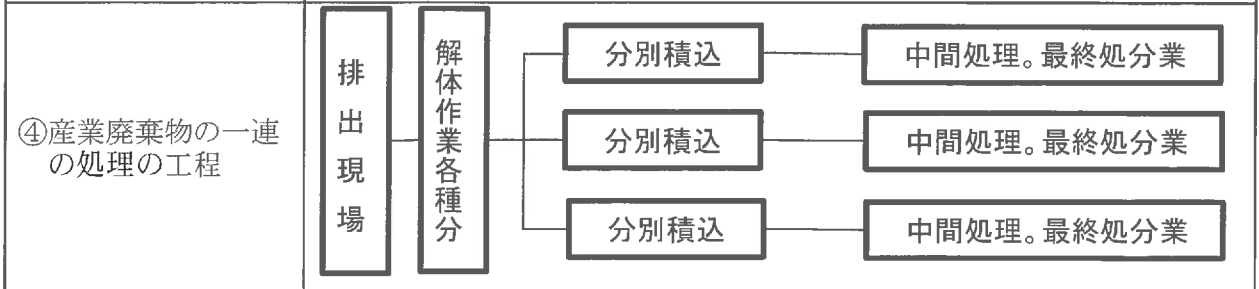 ④産業廃棄物の一連
の処理の工程
排出現場
解体作業各種分
分別積込
中間処理。最終処分業
分別積込
中間処理。最終処分業
分別積込
中間処理。最終処分業